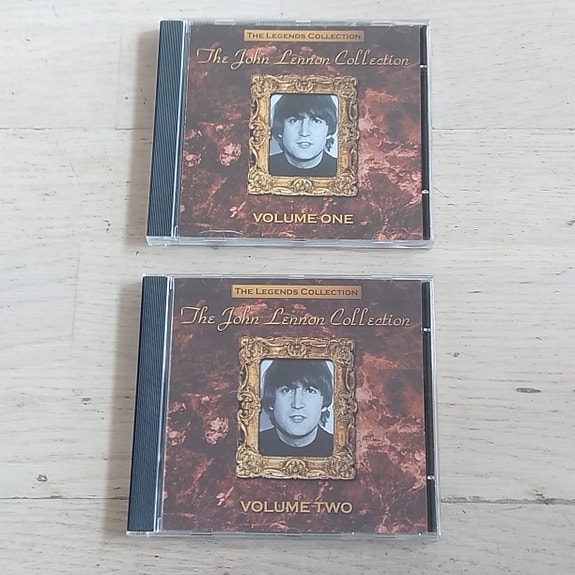 The Legends Collection
The John Lennon Collection
VOLUME ONE
The Legends Collection
The John Lennon Collection
VOLUME TWO